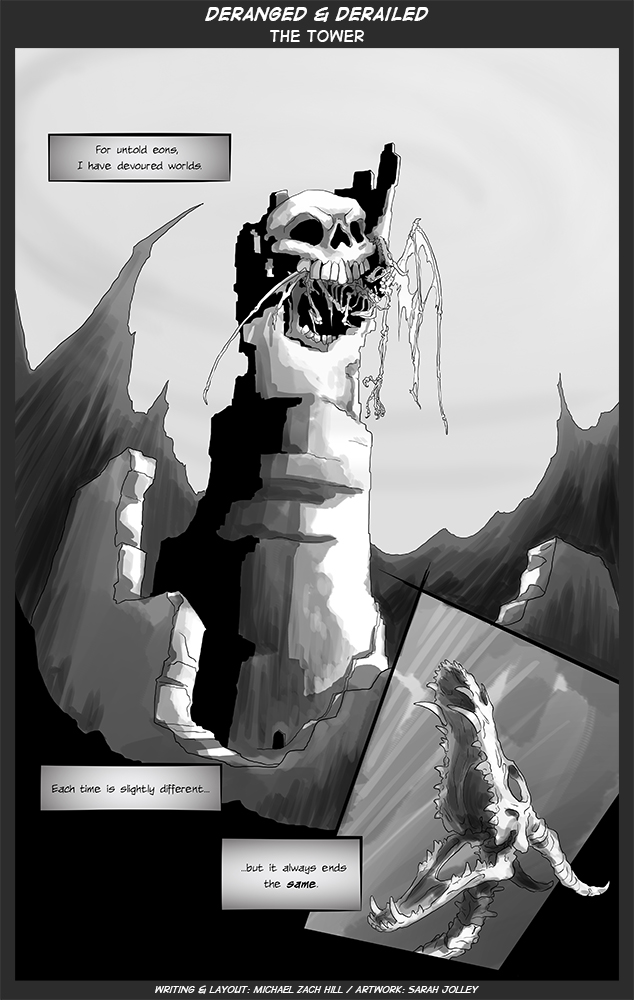 DERANGED & DERAILED
THE TOWER
For untold eons,
I have devoured worlds.
Each time is slightly different...
...but it always ends
the same.
WRITING & LAYOUT: MICHAEL ZACH HILL / ARTWORK: SARAH JOLLEY